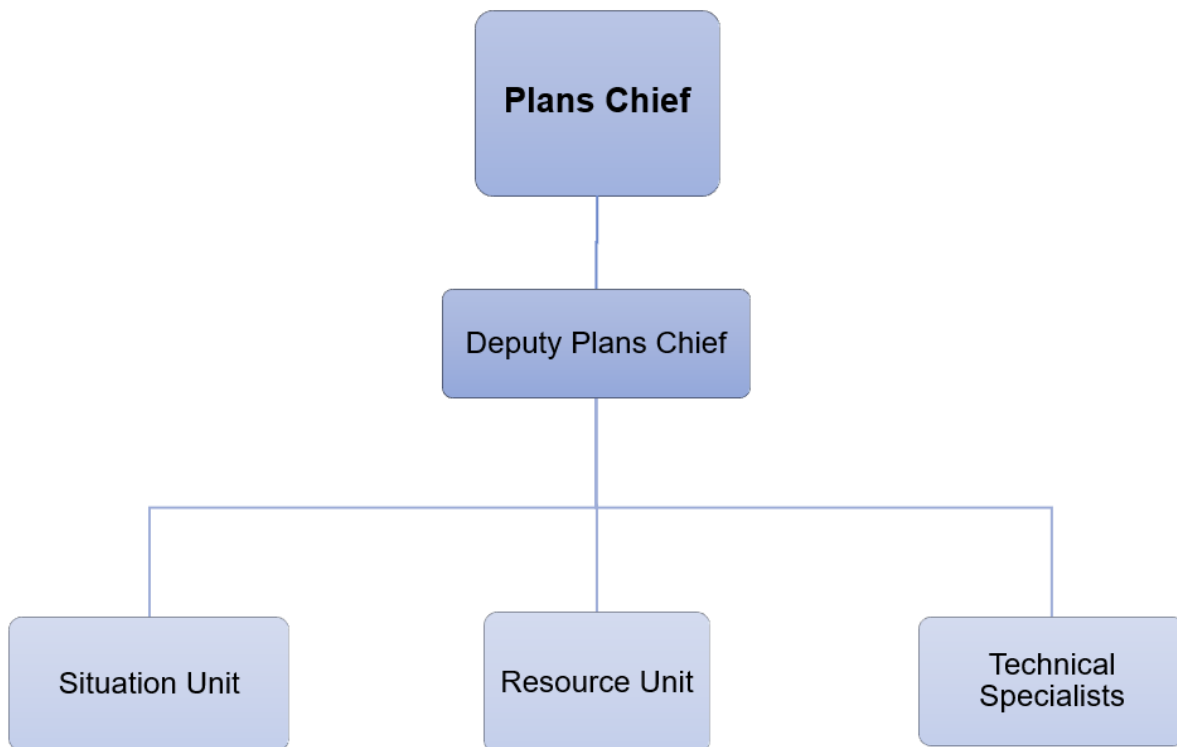 Plans Chief
Deputy Plans Chief
Situation Unit
Resource Unit
Technical
Specialists